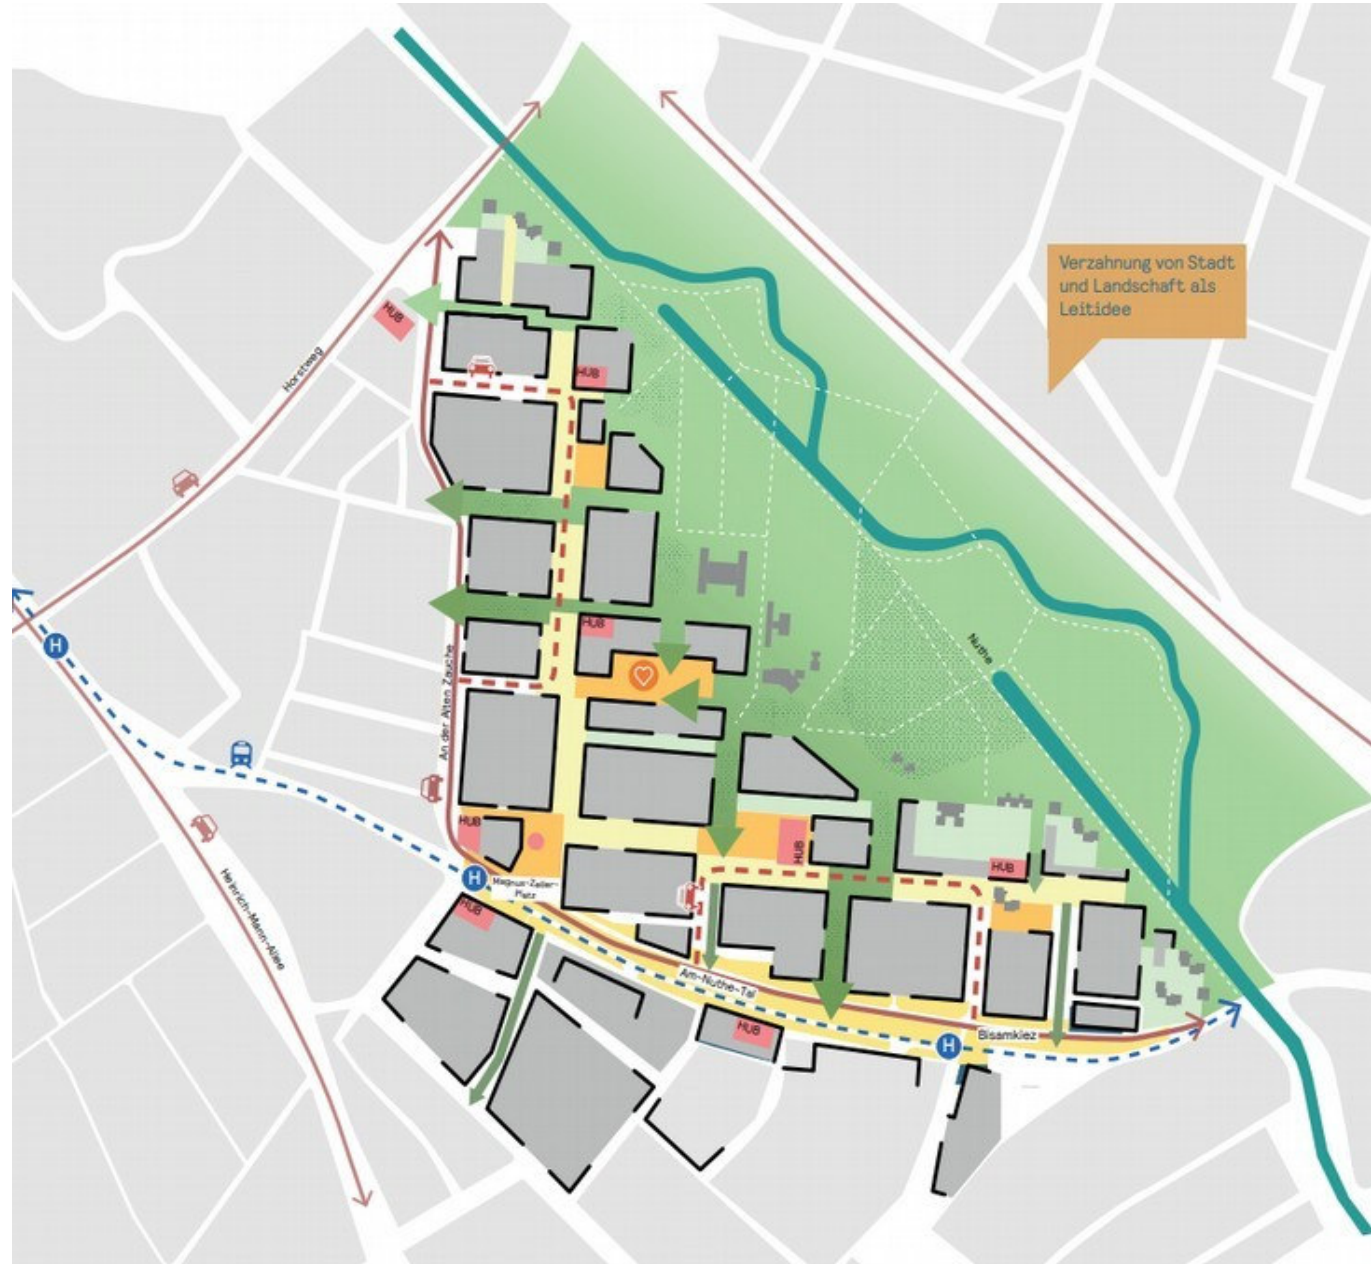 Verzahnung von Stadt
und Landschaft als
Leitidee
HUB
Horstweg
HUB
HUB
Nuthe
H
An der Alten Zauche
HUB
HUB
HUB
H
Magnus-Zeller-
Platz
HUB
Heinrich-Mann-Allee
Am-Nuthe-Tal
HUB
Bisamkiez
H